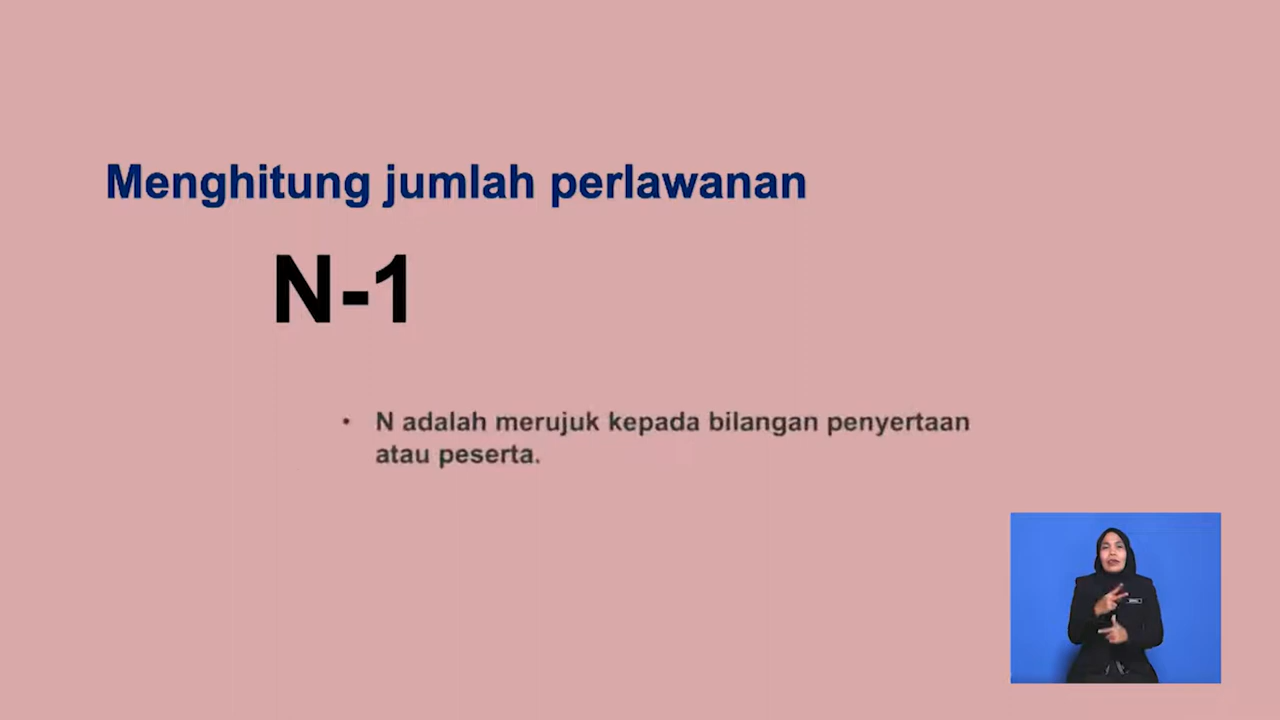 Menghitung jumlah perlawanan
N-1
• N adalah merujuk kepada bilangan penyertaan
atau peserta.